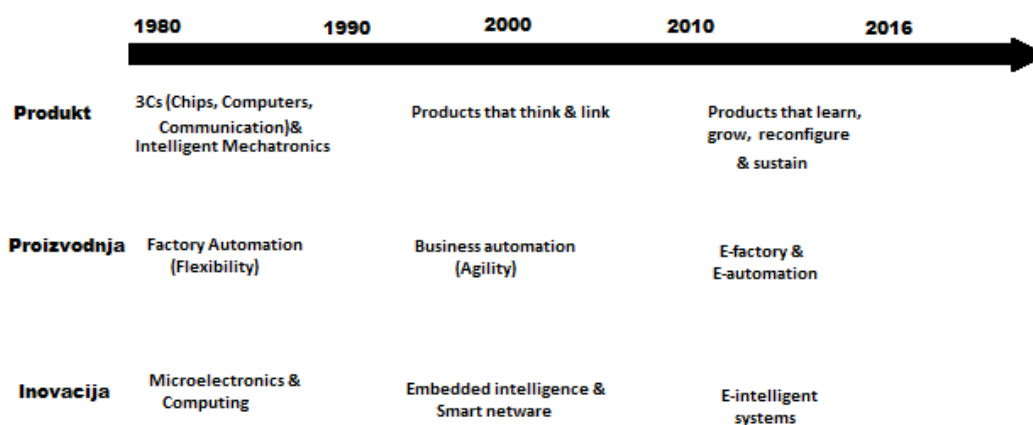 1980 1990 2000 2010 2016
Produkt
3Cs (Chips, Computers,
Communication)&
Intelligent Mechatronics
Products that think & link
Products that learn,
grow, reconfigure
& sustain
Proizvodnja
Factory Automation
(Flexibility)
Business automation
(Agility)
E-factory &
E-automation
Inovacija
Microelectronics &
Computing
Embedded intelligence &
Smart netware
E-intelligent
systems